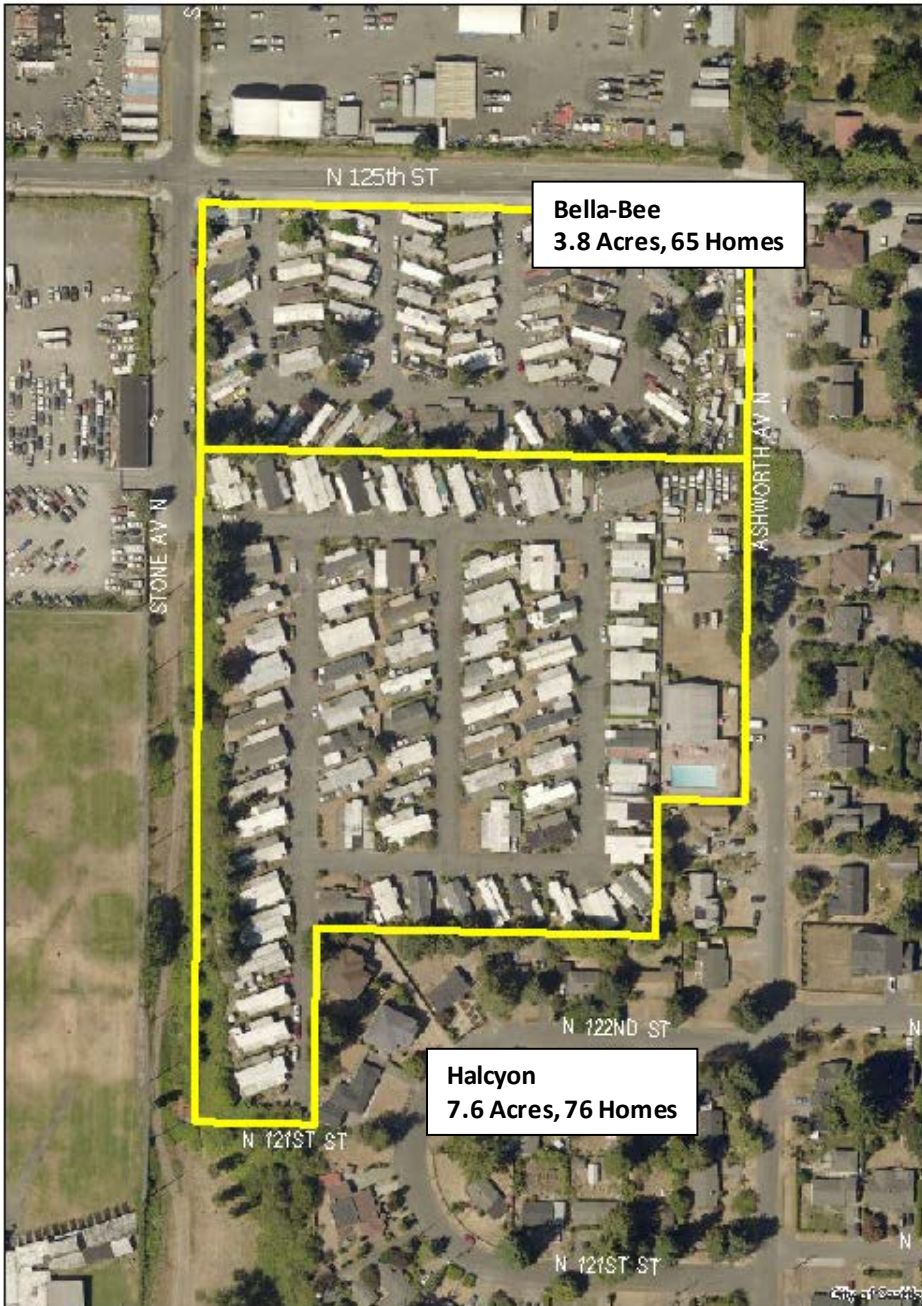 N 125th ST
Bella-Bee
3.8 Acres, 65 Homes
ASHWORTH AV N
STONE AV N
N 122ND ST
Halcyon
7.6 Acres, 76 Homes
N 121ST ST
N 121ST ST
N
N
City of Seattle